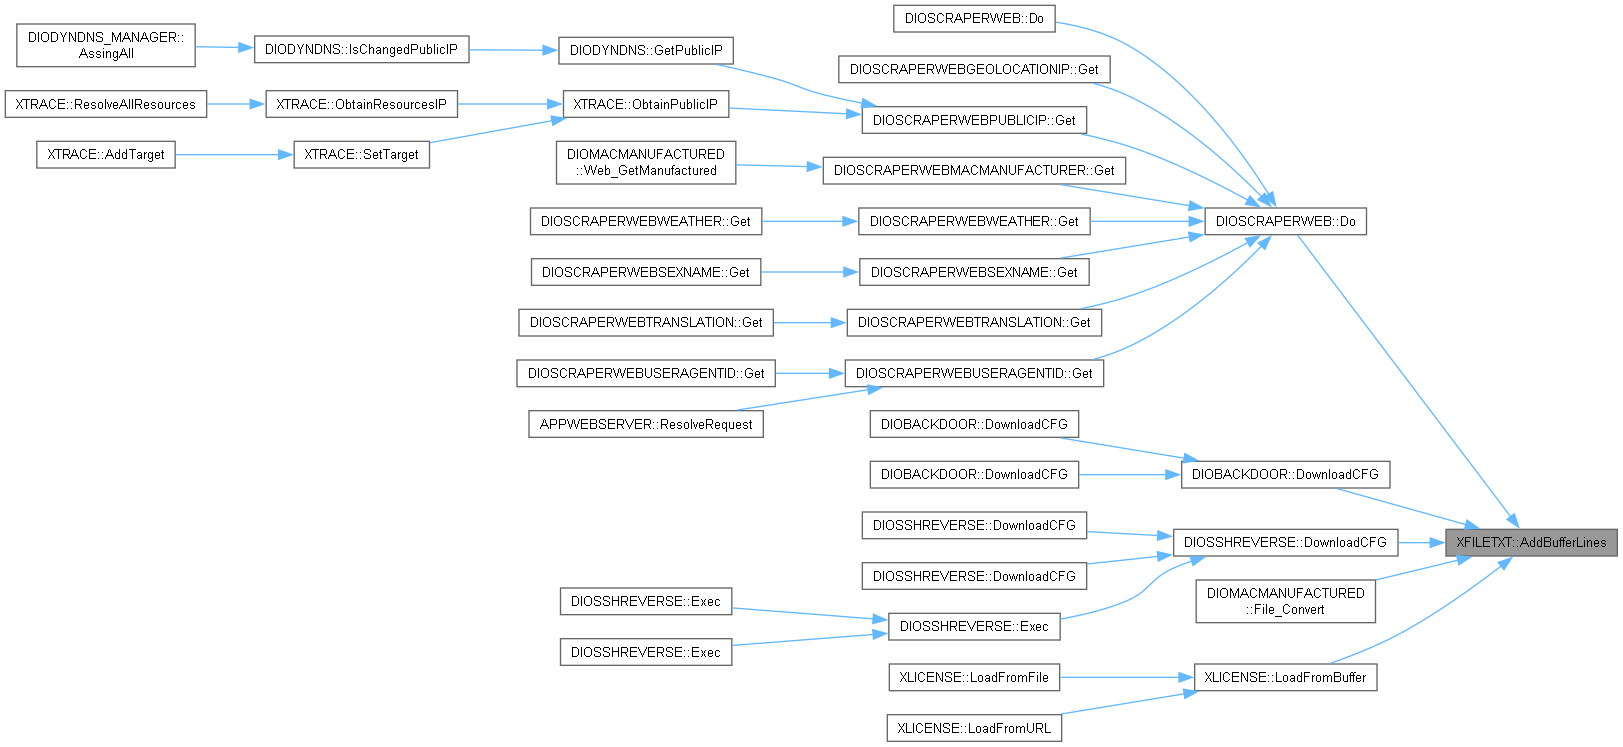 DIOSCRAPERWEB::Do
DIODYNDNS_MANAGER::
AssingAll
DIODYNDNS::IsChangedPublicIP
DIODYNDNS::GetPublicIP
DIOSCRAPERWEBGEOLOCATIONIP::Get
XTRACE::ResolveAllResources
XTRACE::ObtainResourcesIP
XTRACE::ObtainPublicIP
DIOSCRAPERWEBPUBLICIP::Get
XTRACE::AddTarget
XTRACE::SetTarget
DIOMACMANUFACTURED
::Web_GetManufactured
DIOSCRAPERWEBMACMANUFACTURER::Get
DIOSCRAPERWEBWEATHER::Get
DIOSCRAPERWEBWEATHER::Get
DIOSCRAPERWEB::Do
DIOSCRAPERWEBSEXNAME::Get
DIOSCRAPERWEBSEXNAME::Get
DIOSCRAPERWEBTRANSLATION::Get
DIOSCRAPERWEBTRANSLATION::Get
DIOSCRAPERWEBUSERAGENTID::Get
DIOSCRAPERWEBUSERAGENTID::Get
APPWEBSERVER::ResolveRequest
DIOBACKDOOR::DownloadCFG
DIOBACKDOOR::DownloadCFG
DIOBACKDOOR::DownloadCFG
DIOSSHREVERSE::DownloadCFG
DIOSSHREVERSE::DownloadCFG
XFILETXT::AddBufferLines
DIOSSHREVERSE::DownloadCFG
DIOMACMANUFACTURED
::File_Convert
DIOSSHREVERSE::Exec
DIOSSHREVERSE::Exec
DIOSSHREVERSE::Exec
XLICENSE::LoadFromFile
XLICENSE::LoadFromBuffer
XLICENSE::LoadFromURL